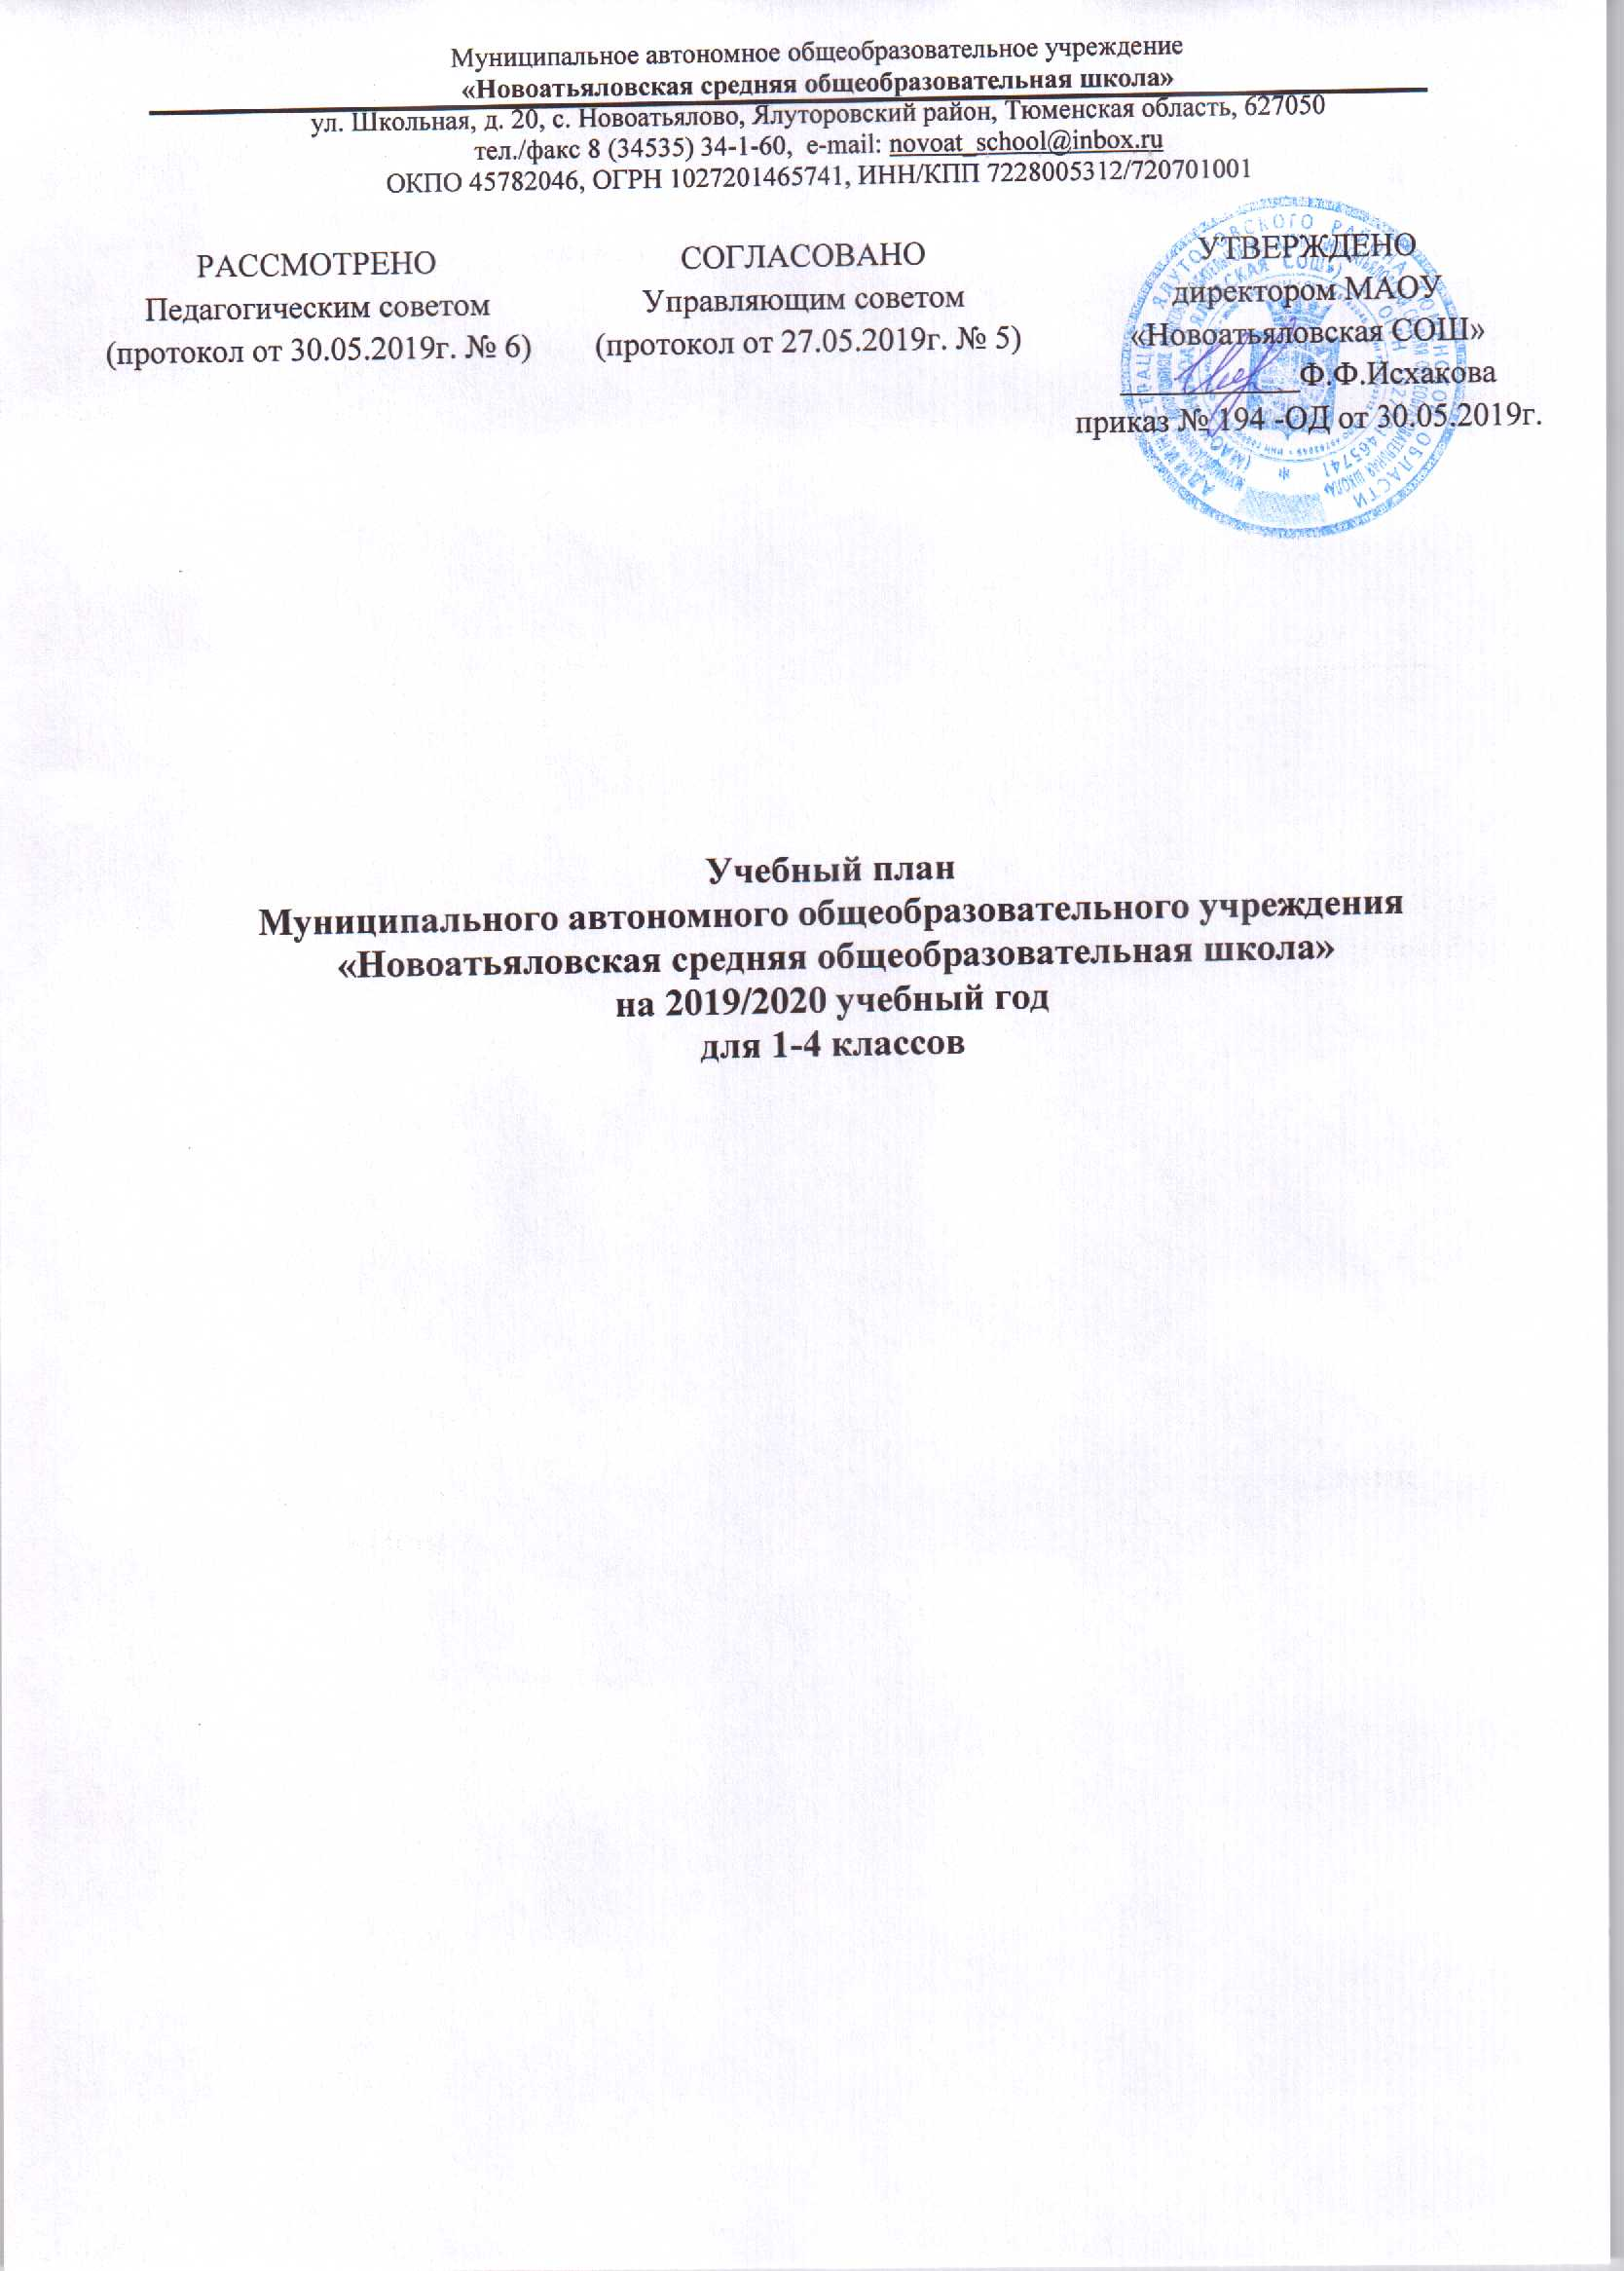 Муниципальное автономное общеобразовательное учреждение
«Новоатьяловская средняя общеобразовательная школа»
ул. Школьная, д. 20, с. Новоатьялово, Ялуторовский район, Тюменская область, 627050
тел./факс 8 (34535) 34-1-60, e-mail: novoat_school@inbox.ru
ОКПО 45782046, ОГРН 1027201465741, ИНН/КПП 7228005312/720701001
РАССМОТРЕНО
Педагогическим советом
(протокол от 30.05.2019г. № 6)
СОГЛАСОВАНО
Управляющим советом
(протокол от 27.05.2019г. № 5)
УТВЕРЖДЕНО
директором МАОУ
«Новоатьяловская СОШ»
Ф.Ф.Исхакова
приказ № 194 -ОД от 30.05.2019г.
Учебный план
Муниципального автономного общеобразовательного учреждения
«Новоатьяловская средняя общеобразовательная школа»
на 2019/2020 учебный год
для 1-4 классов